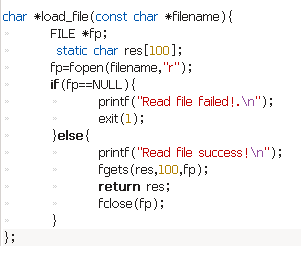 char *load_file(const char *filename){
FILE *fp;
static char res[100];
fp=fopen(filename,"r");
if(fp==NULL){
printf("Read file failed!.\n");
exit(1);
}else{
printf("Read file success!\n");
fgets(res,100,fp);
return res;
fclose(fp);
}
};